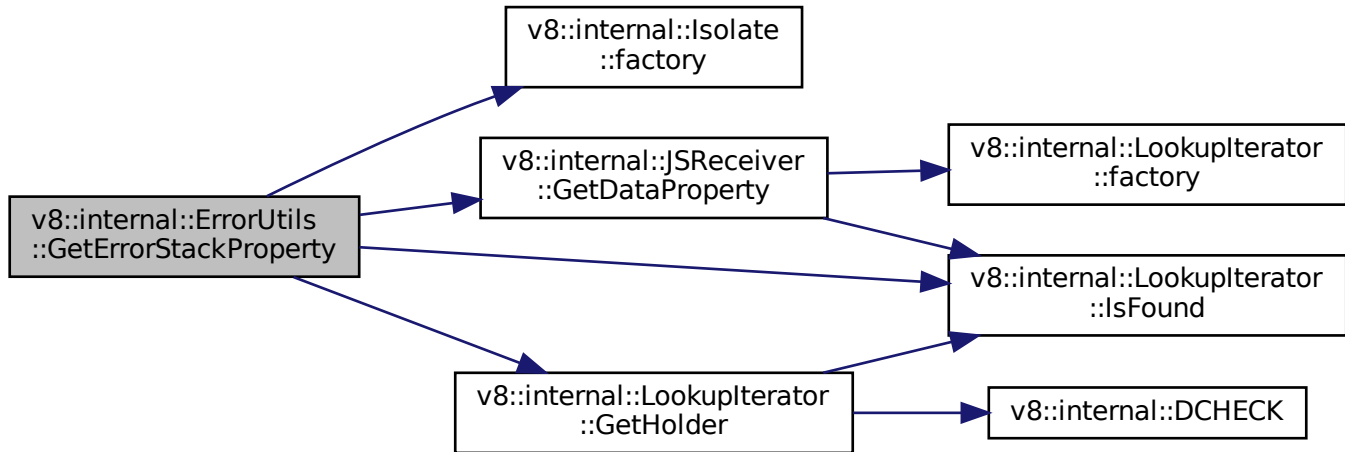 v8::internal::Isolate
::factory
v8::internal::JSReceiver
::GetDataProperty
v8::internal::LookupIterator
::factory
v8::internal::ErrorUtils
::GetErrorStackProperty
v8::internal::LookupIterator
::IsFound
v8::internal::LookupIterator
::GetHolder
v8::internal::DCHECK